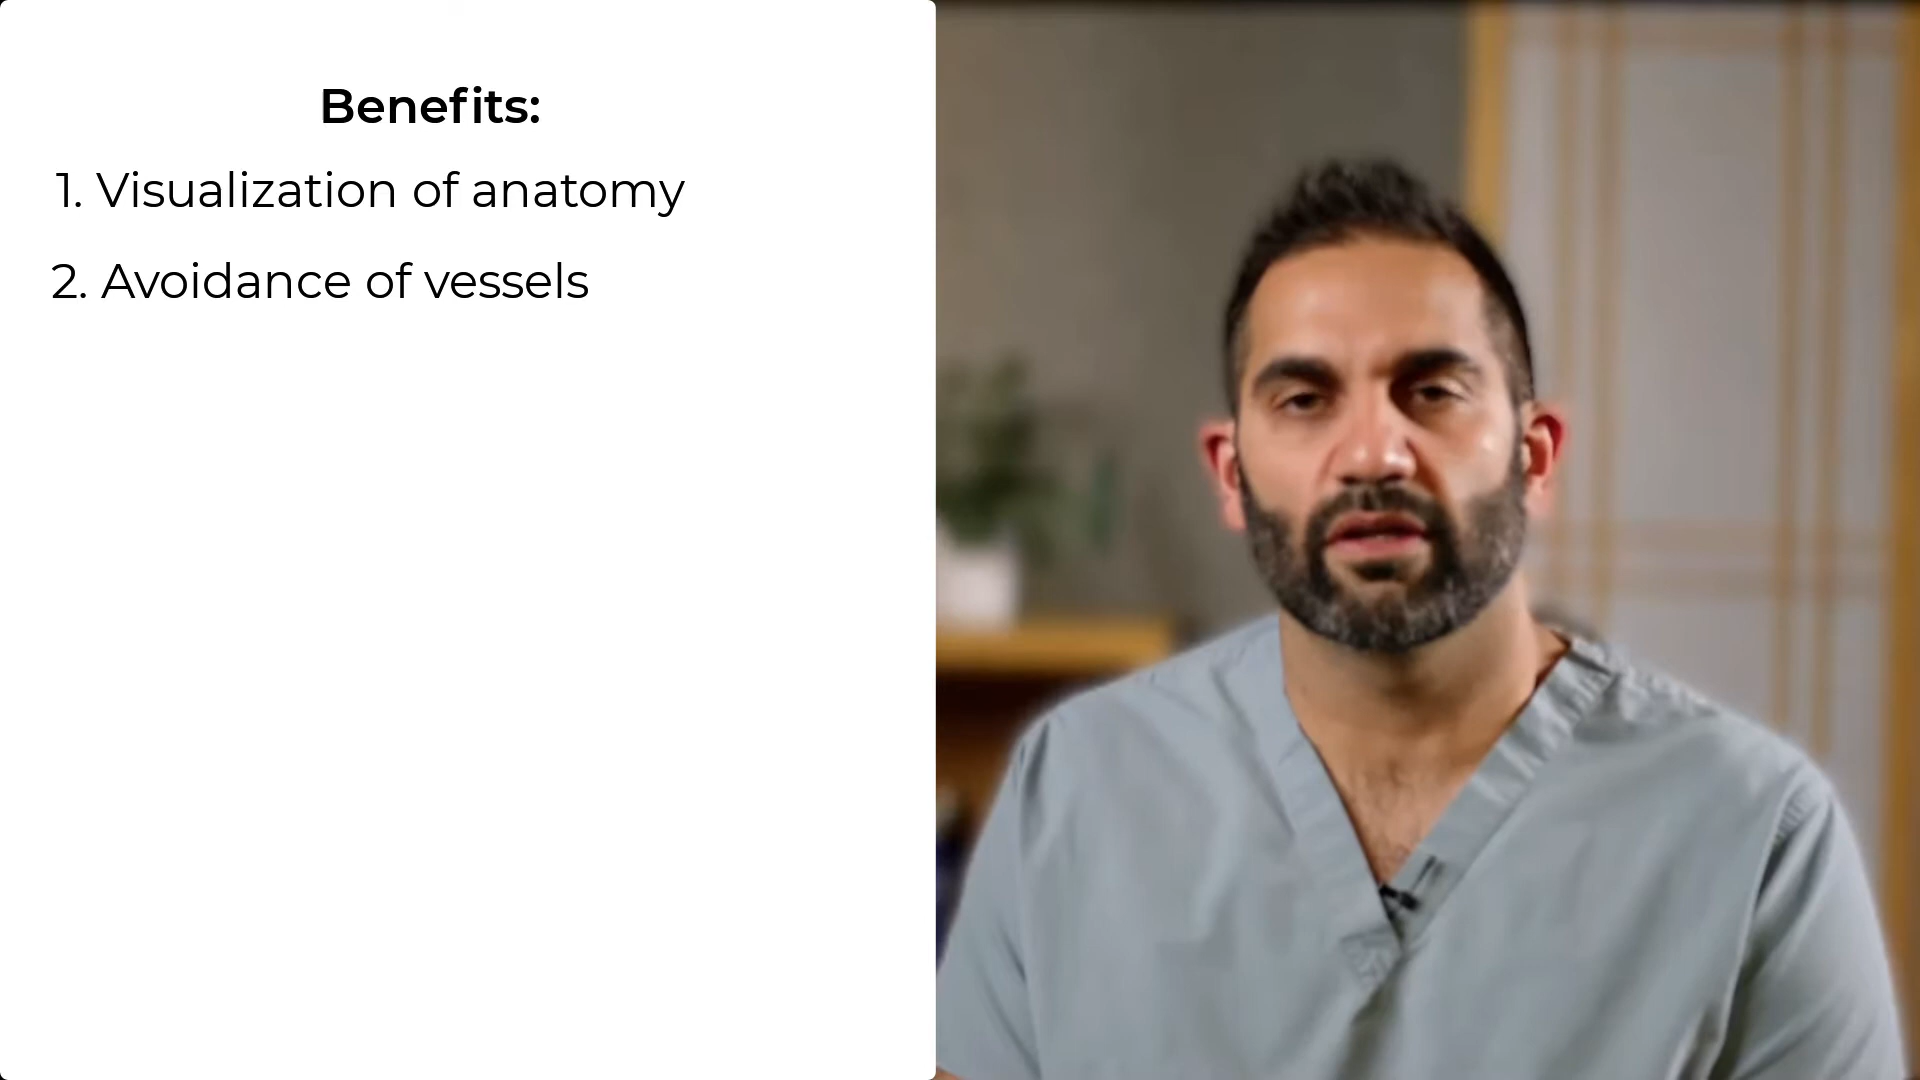 Benefits:
1. Visualization of anatomy
2. Avoidance of vessels